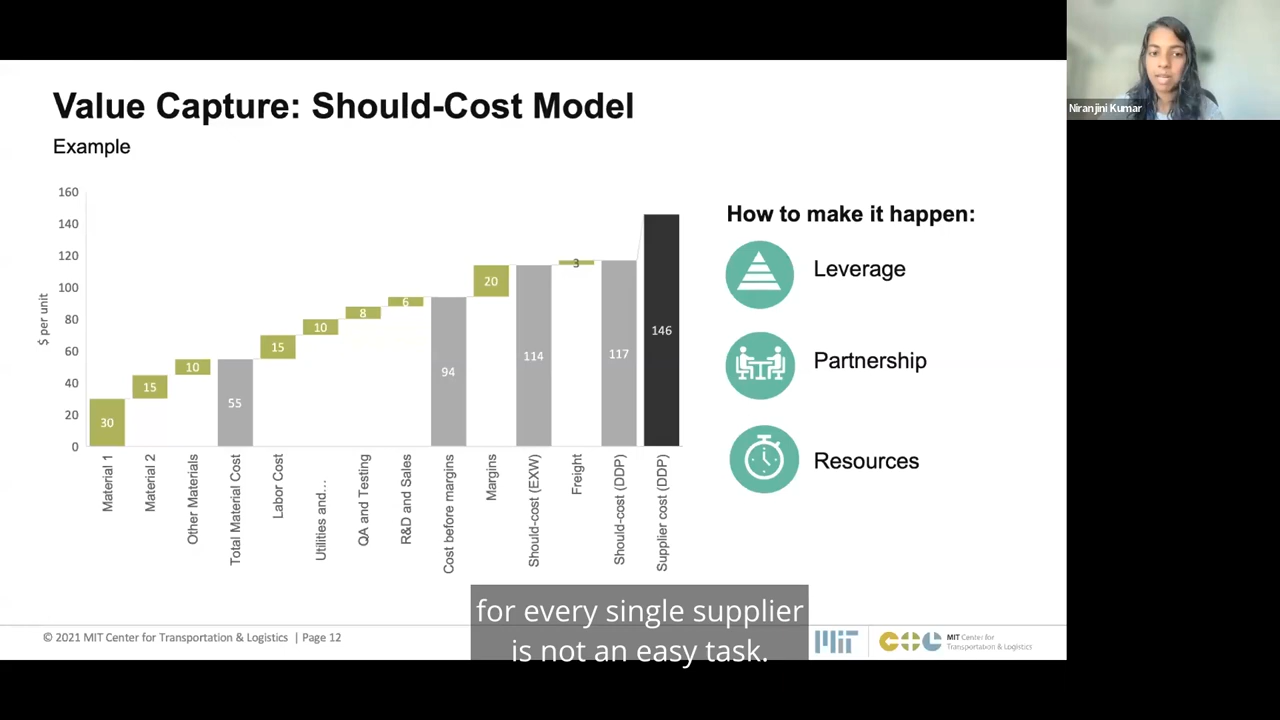 Niranjini Kumar
Value Capture: Should-Cost Model
Example
$ per unit
160
140
120
100
80
60
40
20
0
30
15
10
55
15
10
8
6
94
20
114
3
117
146
Material 1
Material 2
Other Materials
Total Material Cost
Labor Cost
Utilities and...
QA and Testing
R&D and Sales
Cost before margins
Margins
Should-cost (EXW)
Freight
Should-cost (DDP)
Supplier cost (DDP)
How to make it happen:
Leverage
Partnership
Resources
for every single supplier
is not an easy task.
© 2021 MIT Center for Transportation & Logistics | Page 12
MIT
CTL
MIT Center for
Transportation & Logistics